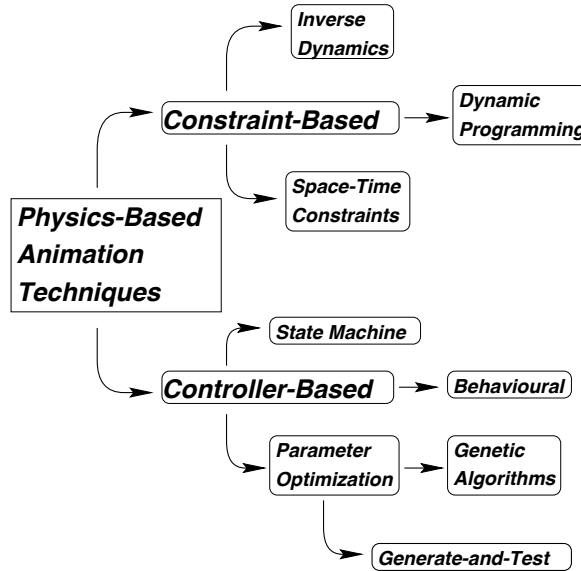 Inverse
Dynamics
Constraint-Based
Dynamic
Programming
Space-Time
Constraints
Physics-Based
Animation
Techniques
State Machine
Controller-Based
Behavioural
Parameter
Optimization
Genetic
Algorithms
Generate-and-Test